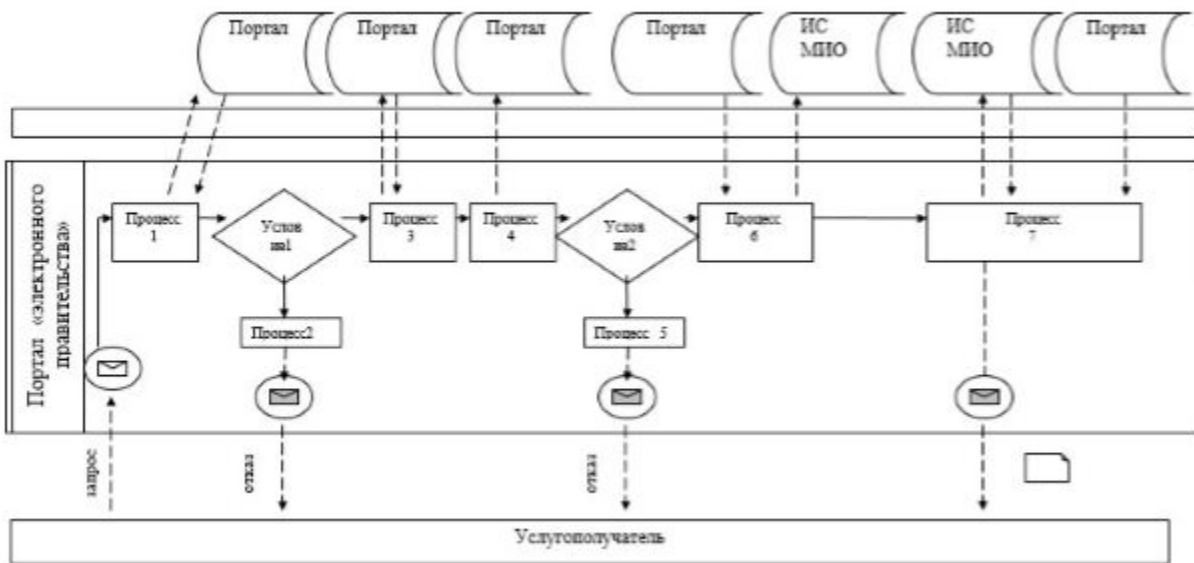 Портал
Портал
Портал
Портал
ИС
МИО
ИС
МИО
Портал
Портал «электронного
правительства»
Процесс
1
Услов
ие1
Процесс
3
Процесс
4
Услов
ие2
Процесс
6
Процесс
7
Процесс2
Процесс 5
запрос
отказ
отказ
Услугополучатель